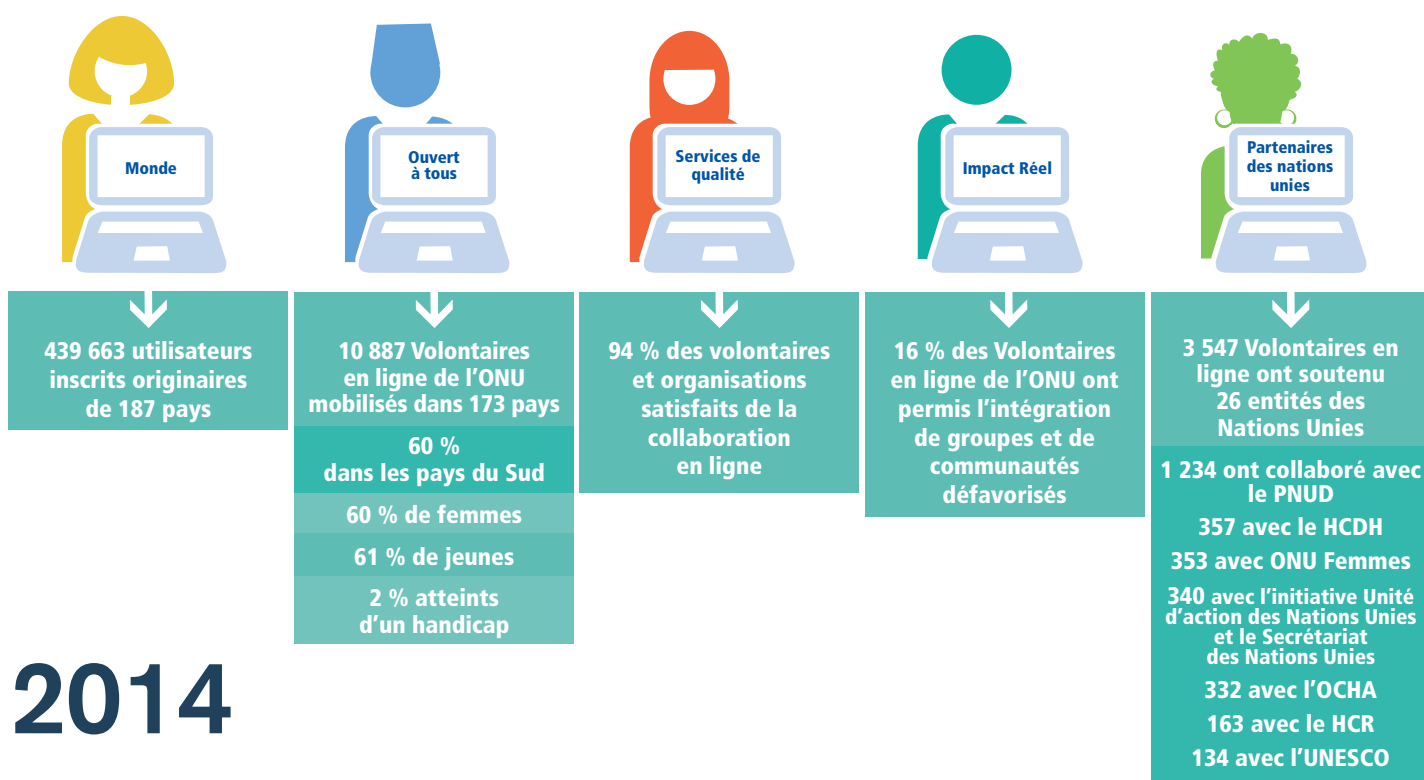 Monde
Ouvert
à tous
Services de
qualité
Impact Réel
Partenaires
des nations
unies
439 663 utilisateurs
inscrits originaires
de 187 pays
10 887 Volontaires
en ligne de l’ONU
mobilisés dans 173 pays
60 %
dans les pays du Sud
60 % de femmes
61 % de jeunes
2 % atteints
d’un handicap
94 % des volontaires
et organisations
satisfaits de la
collaboration
en ligne
16 % des Volontaires
en ligne de l’ONU ont
permis l’intégration
de groupes et de
communautés
défavorisés
3 547 Volontaires en
ligne ont soutenu
26 entités des
Nations Unies
1 234 ont collaboré avec
le PNUD
357 avec le HCDH
353 avec ONU Femmes
340 avec l’initiative Unité
d’action des Nations Unies
et le Secrétariat
des Nations Unies
332 avec l’OCHA
163 avec le HCR
134 avec l’UNESCO
2014